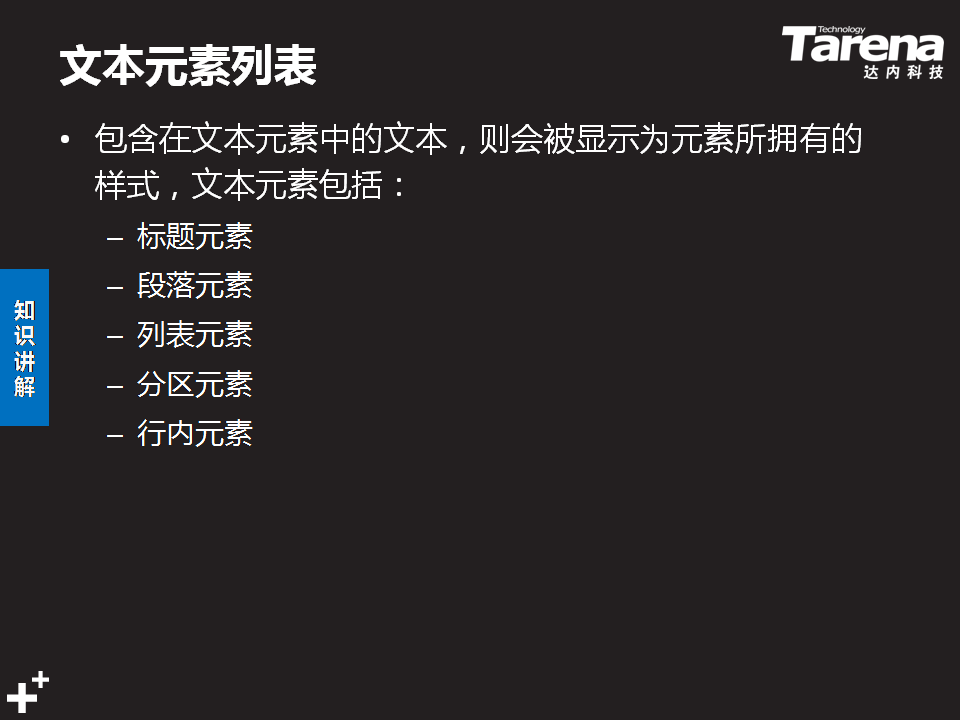 文本元素列表
Technology
Tarena
达内科技
• 包含在文本元素中的文本，则会被显示为元素所拥有的
样式，文本元素包括：
– 标题元素
– 段落元素
– 列表元素
– 分区元素
– 行内元素
知识讲解